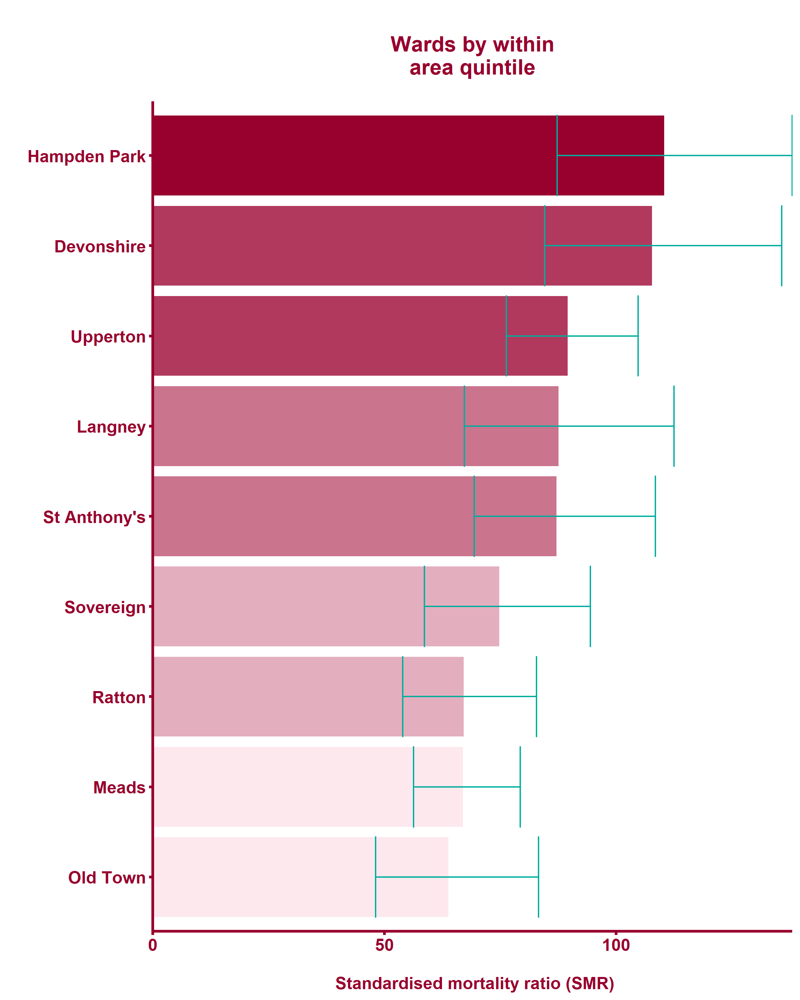 Wards by within
area quintile
Hampden Park
Devonshire
Upperton
Langney
St Anthony's
Sovereign
Ratton
Meads
Old Town
0 50 100
Standardised mortality ratio (SMR)